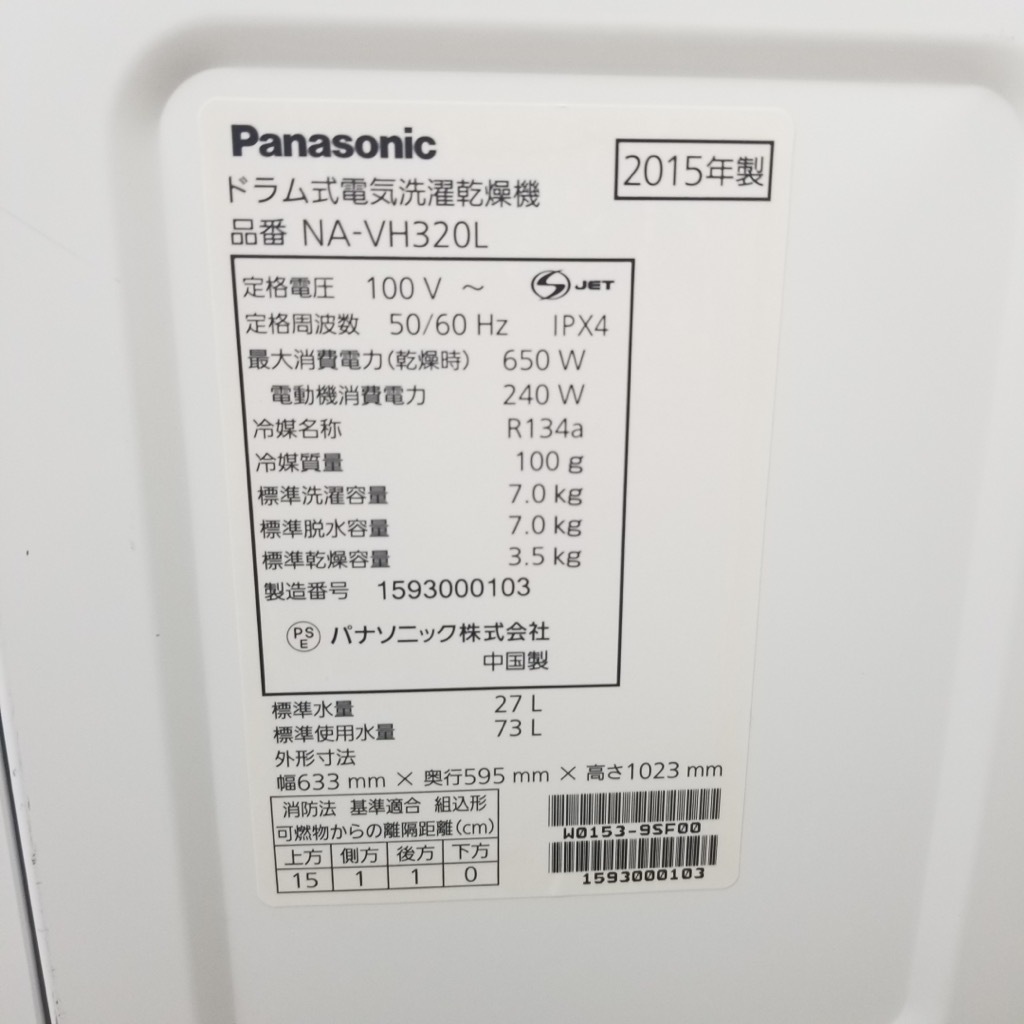 Panasonic
2015年製
ドラム式電気洗濯乾燥機
品番 NA-VH320L
定格電圧 100 V ~ S JET
定格周波数 50/60 Hz IPX4
最大消費電力(乾燥時) 650 W
電動機消費電力 240 W
冷媒名称 R134a
冷媒質量 100 g
標準洗濯容量 7.0 kg
標準脱水容量 7.0 kg
標準乾燥容量 3.5 kg
製造番号 1593000103
PSE パナソニック株式会社
中国製
標準水量 27 L
標準使用水量 73 L
外形寸法
幅633 mm × 奥行595 mm × 高さ1023 mm
消防法 基準適合 組込形
可燃物からの離隔距離(cm)
上方 側方 後方 下方
15 1 1 0
W0153-9SF00
1593000103